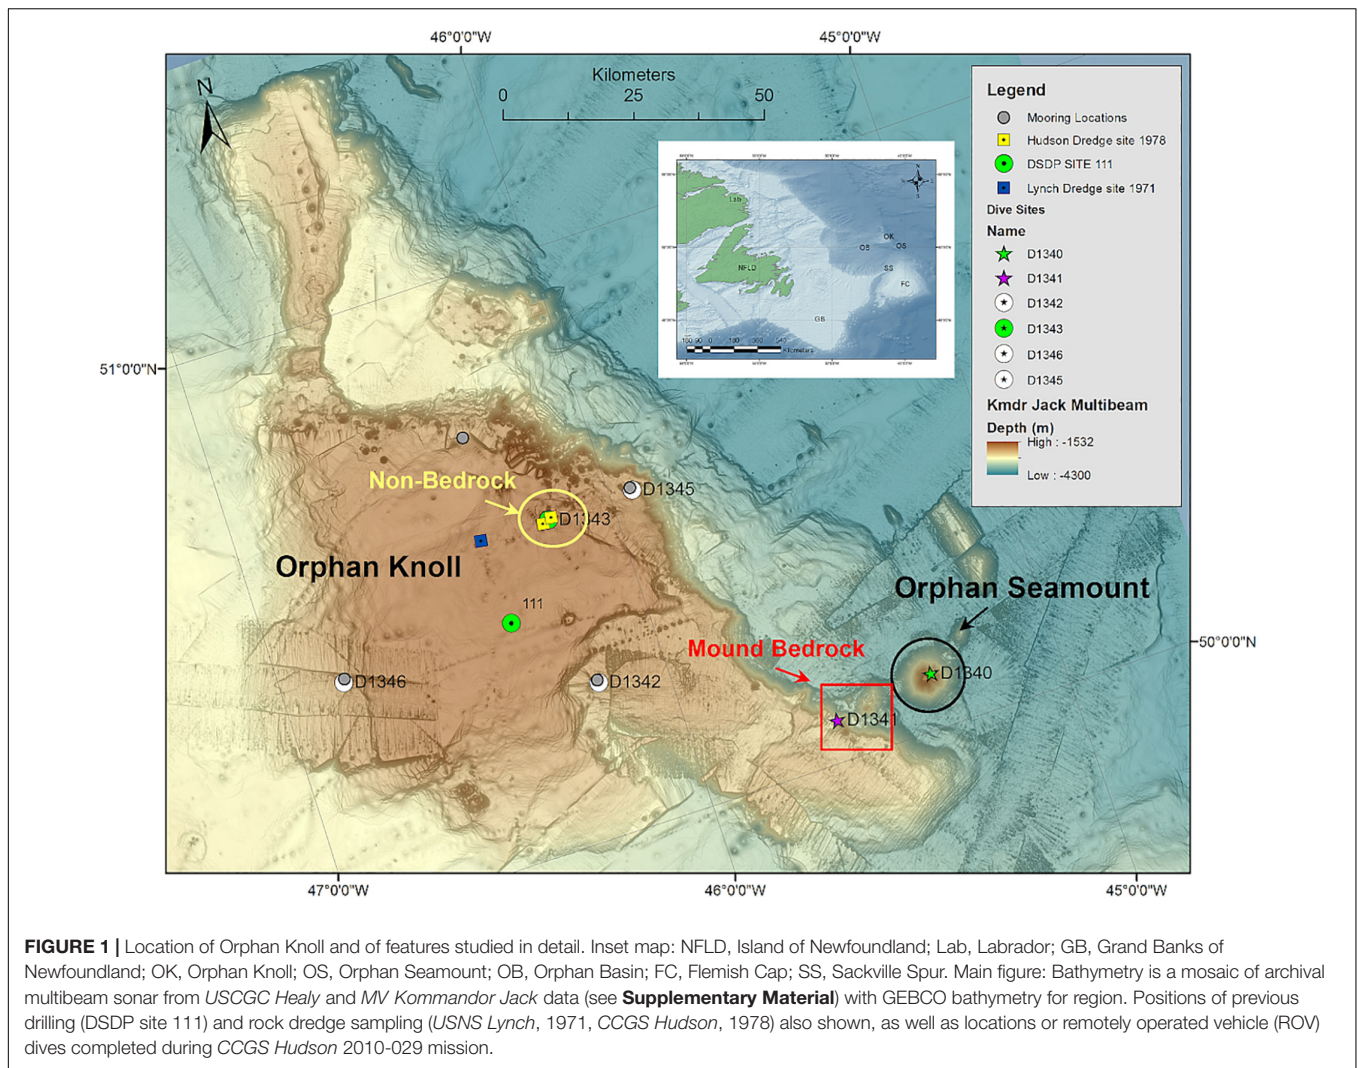 46°0'0"W
45°0'0"W
N
Kilometers
0
25
50
Legend
Mooring Locations
Hudson Dredge site 1978
DSDP SITE 111
Lynch Dredge site 1971
Dive Sites
Name
D1340
D1341
D1342
D1343
D1346
D1345
Kmdr Jack Multibeam
Depth (m)
High : -1532
Low : -4300
Lab
NFLD
OK
OB
OS
SS
FC
GB
Kilometers
51°0'0"N
Non-Bedrock
D1345
D1343
Orphan Knoll
111
Orphan Seamount
50°0'0"N
Mound Bedrock
D1340
D1346
D1342
D1341
47°0'0"W
46°0'0"W
45°0'0"W
FIGURE 1 | Location of Orphan Knoll and of features studied in detail. Inset map: NFLD, Island of Newfoundland; Lab, Labrador; GB, Grand Banks of
Newfoundland; OK, Orphan Knoll; OS, Orphan Seamount; OB, Orphan Basin; FC, Flemish Cap; SS, Sackville Spur. Main figure: Bathymetry is a mosaic of archival
multibeam sonar from USCGC Healy and MV Kommandor Jack data (see Supplementary Material) with GEBCO bathymetry for region. Positions of previous
drilling (DSDP site 111) and rock dredge sampling (USNS Lynch, 1971, CCGS Hudson, 1978) also shown, as well as locations or remotely operated vehicle (ROV)
dives completed during CCGS Hudson 2010-029 mission.